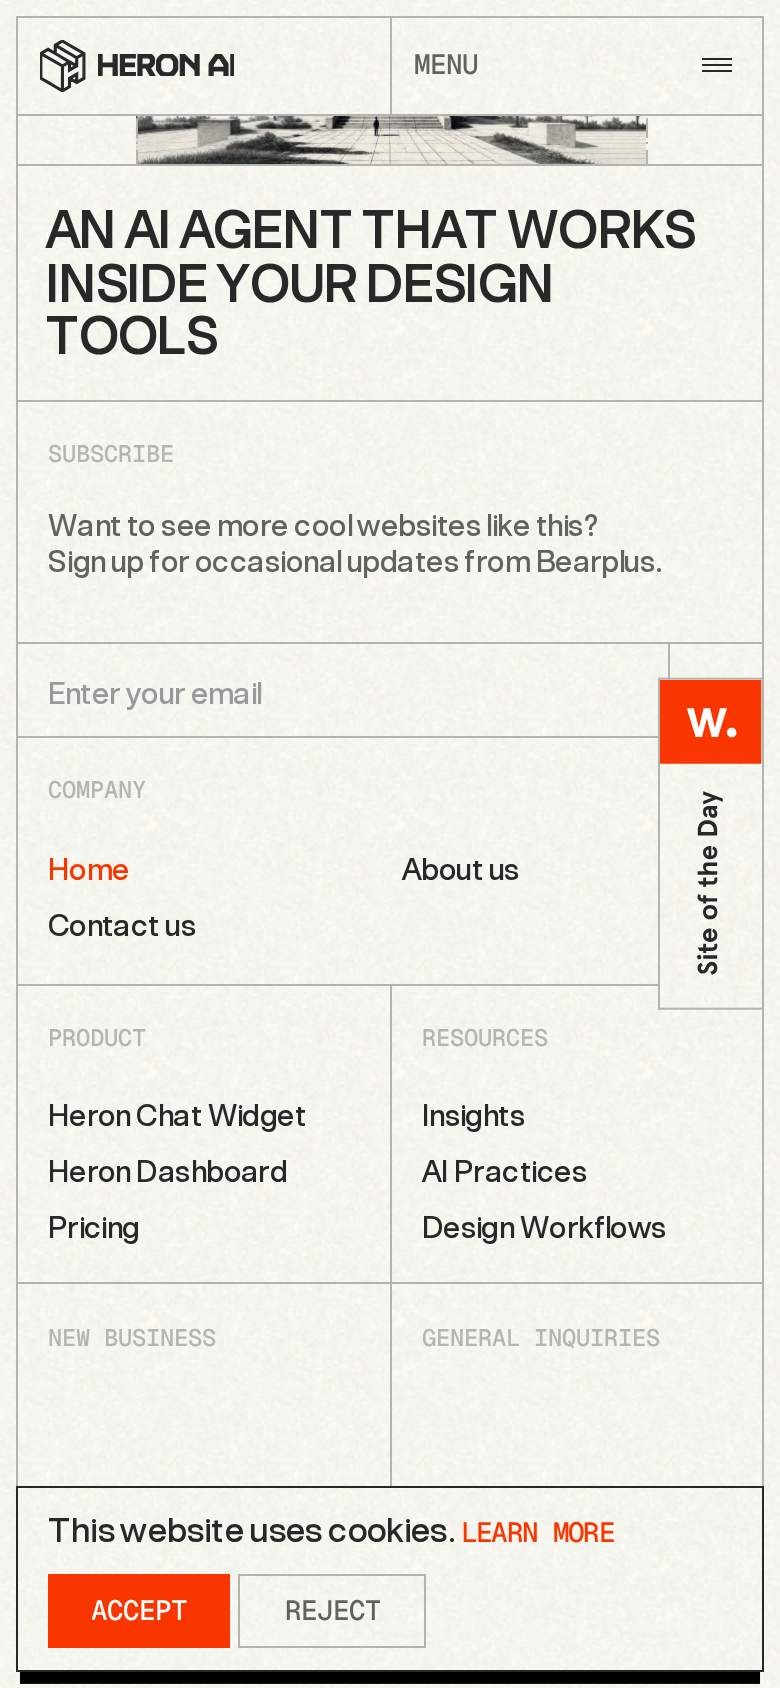 HERON AI
MENU
AN AI AGENT THAT WORKS
INSIDE YOUR DESIGN
TOOLS
SUBSCRIBE
Want to see more cool websites like this?
Sign up for occasional updates from Bearplus.
Enter your email
W.
Site of the Day
COMPANY
Home
About us
Contact us
PRODUCT
Heron Chat Widget
Heron Dashboard
Pricing
RESOURCES
Insights
AI Practices
Design Workflows
NEW BUSINESS
GENERAL INQUIRIES
This website uses cookies. LEARN MORE
ACCEPT
REJECT